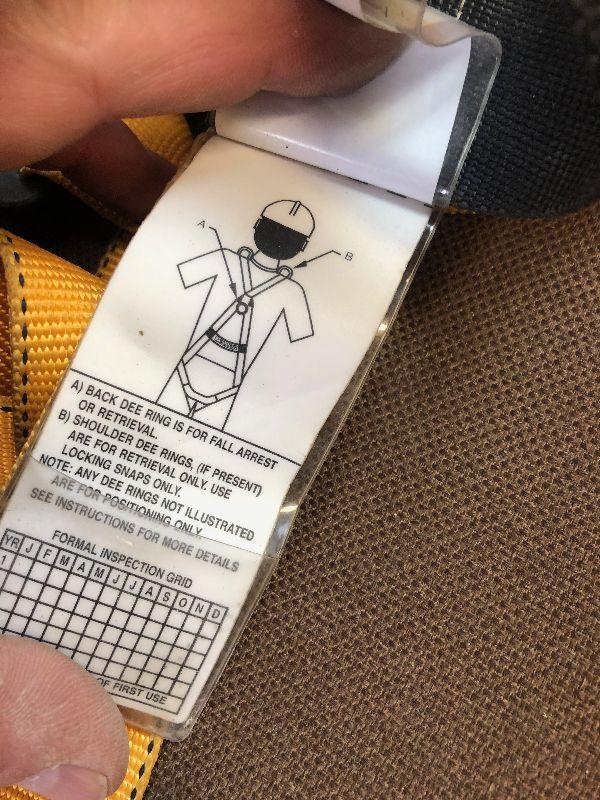 A
B
A) BACK DEE RING IS FOR FALL ARREST
OR RETRIEVAL.
B) SHOULDER DEE RINGS, (IF PRESENT)
ARE FOR RETRIEVAL ONLY. USE
LOCKING SNAPS ONLY.
NOTE: ANY DEE RINGS NOT ILLUSTRATED
ARE FOR POSITIONING ONLY
SEE INSTRUCTIONS FOR MORE DETAILS
FORMAL INSPECTION GRID
YR J F M A M J J A S O N D
1
OF FIRST USE